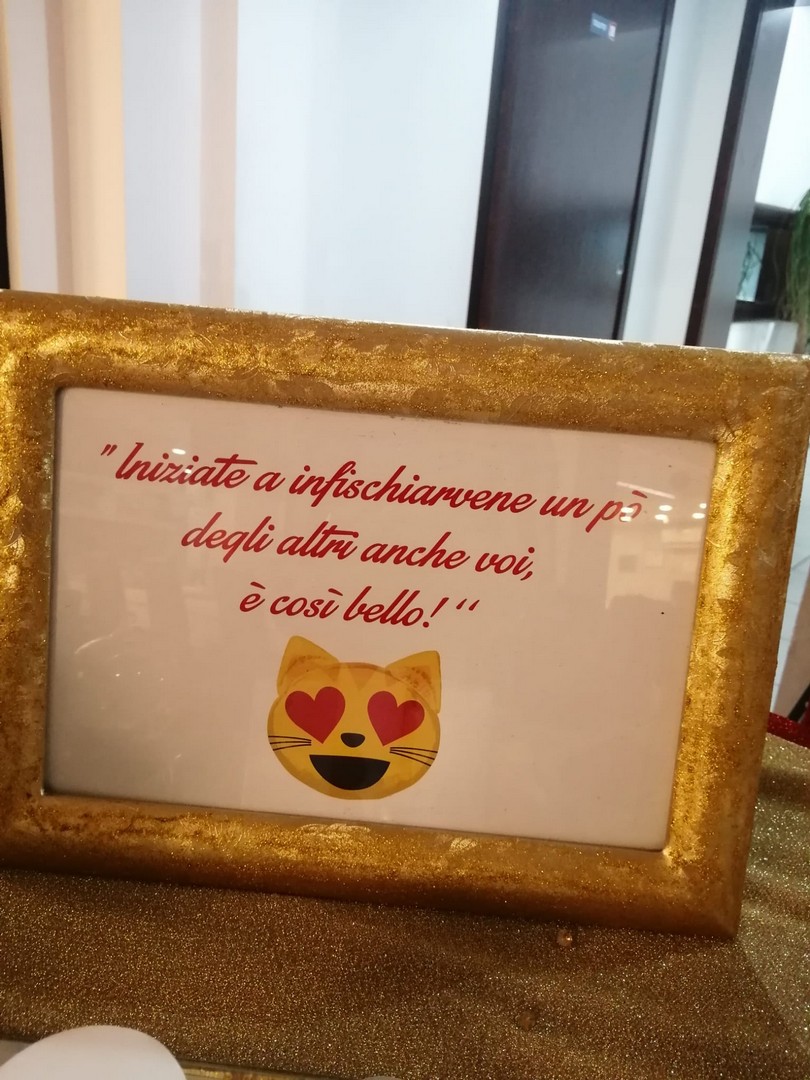 "Iniziate a infischiarvene un pò
degli altri anche voi,
è così bello!“